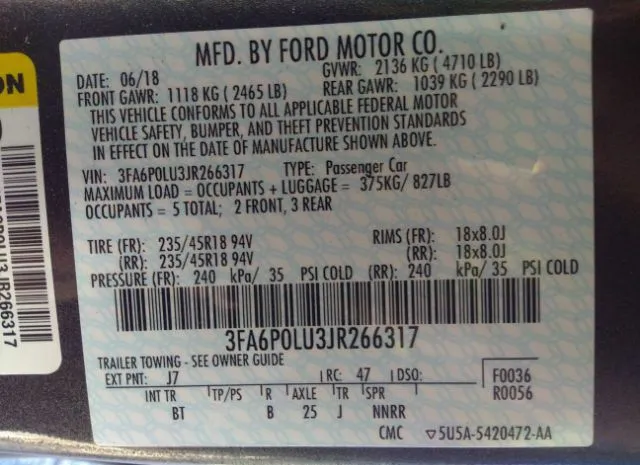 MFD. BY FORD MOTOR CO.
DATE: 06/18 GVWR: 2136 KG ( 4710 LB)
FRONT GAWR: 1118 KG ( 2465 LB) REAR GAWR: 1039 KG ( 2290 LB)
THIS VEHICLE CONFORMS TO ALL APPLICABLE FEDERAL MOTOR
VEHICLE SAFETY, BUMPER, AND THEFT PREVENTION STANDARDS
IN EFFECT ON THE DATE OF MANUFACTURE SHOWN ABOVE.
VIN: 3FA6P0LU3JR266317 TYPE: Passenger Car
MAXIMUM LOAD = OCCUPANTS + LUGGAGE = 375KG/ 827LB
OCCUPANTS = 5 TOTAL; 2 FRONT, 3 REAR
TIRE (FR): 235/45R18 94V RIMS (FR): 18x8.0J
(RR): 235/45R18 94V (RR): 18x8.0J
PRESSURE (FR): 240 kPa/ 35 PSI COLD (RR): 240 kPa/ 35 PSI COLD
3FA6P0LU3JR266317
TRAILER TOWING - SEE OWNER GUIDE
EXT PNT: J7 RC: 47 DSO: F0036
INT TR TP/PS R AXLE TR SPR R0056
BT B 25 J NNRR
CMC ▽5U5A-5420472-AA